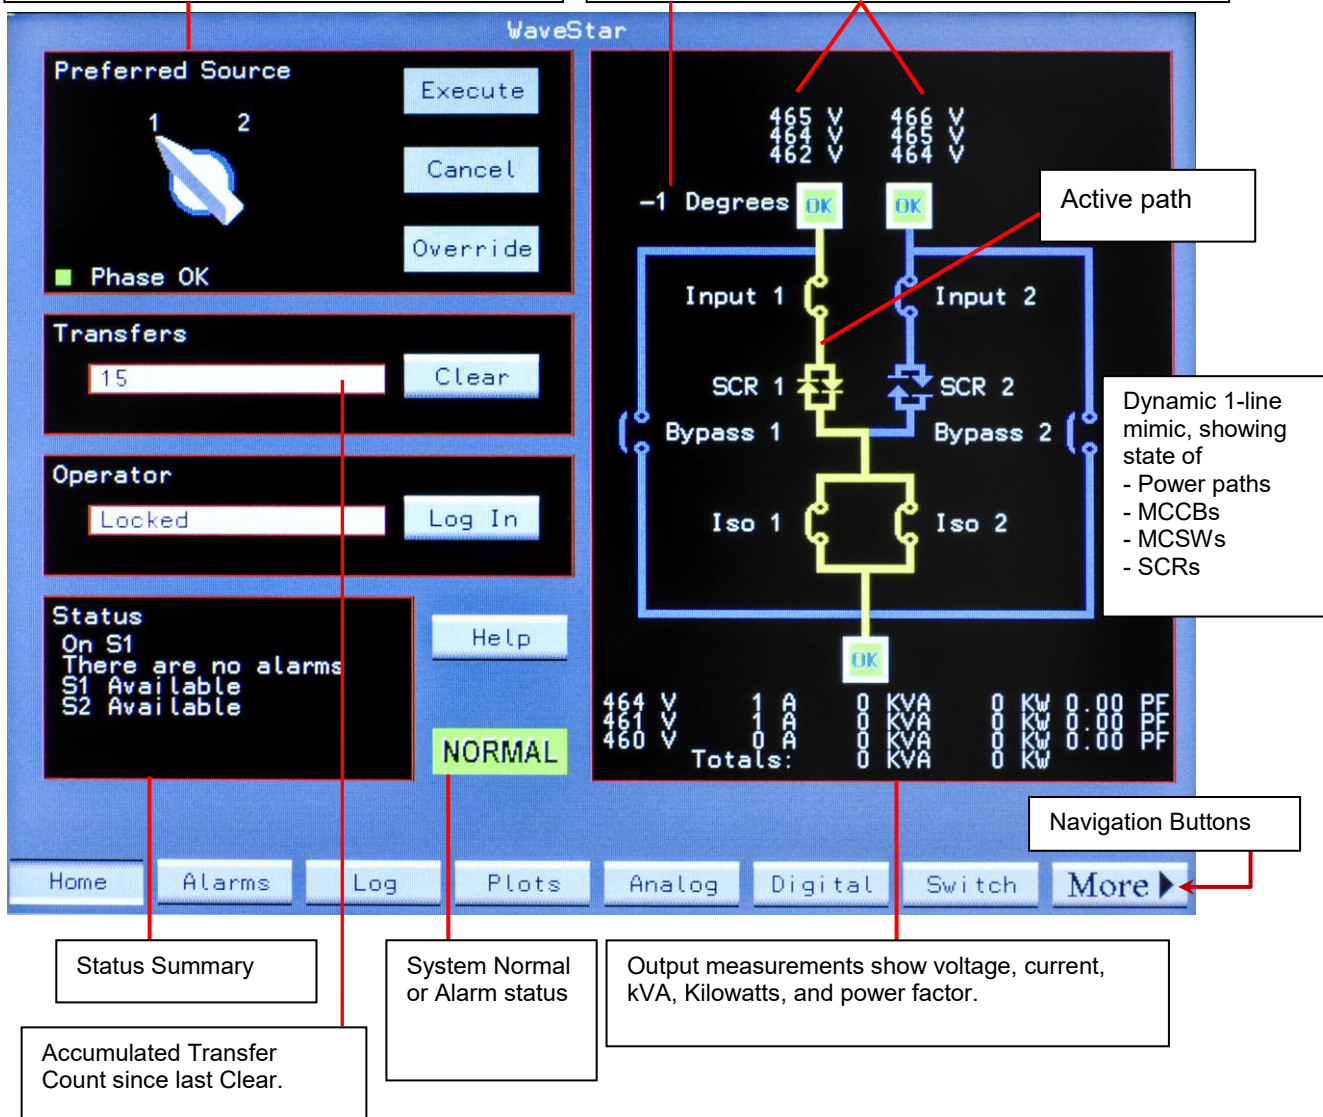 WaveStar
Preferred Source
1 2
Execute
Cancel
Override
Phase OK
Transfers
15
Clear
Operator
Locked
Log In
Status
On S1
There are no alarms
S1 Available
S2 Available
Help
NORMAL
465 V 466 V
464 V 465 V
462 V 464 V
-1 Degrees OK OK
Active path
Input 1 Input 2
SCR 1 SCR 2
Bypass 1 Bypass 2
Iso 1 Iso 2
OK
Dynamic 1-line
mimic, showing
state of
- Power paths
- MCCBs
- MCSWs
- SCRs
464 V 1 A 0 KVA 0 KW 0.00 PF
461 V 1 A 0 KVA 0 KW 0.00 PF
460 V 0 A 0 KVA 0 KW 0.00 PF
Totals: 0 KVA 0 KW
Navigation Buttons
Home Alarms Log Plots Analog Digital Switch More
Status Summary
System Normal
or Alarm status
Output measurements show voltage, current,
kVA, Kilowatts, and power factor.
Accumulated Transfer
Count since last Clear.